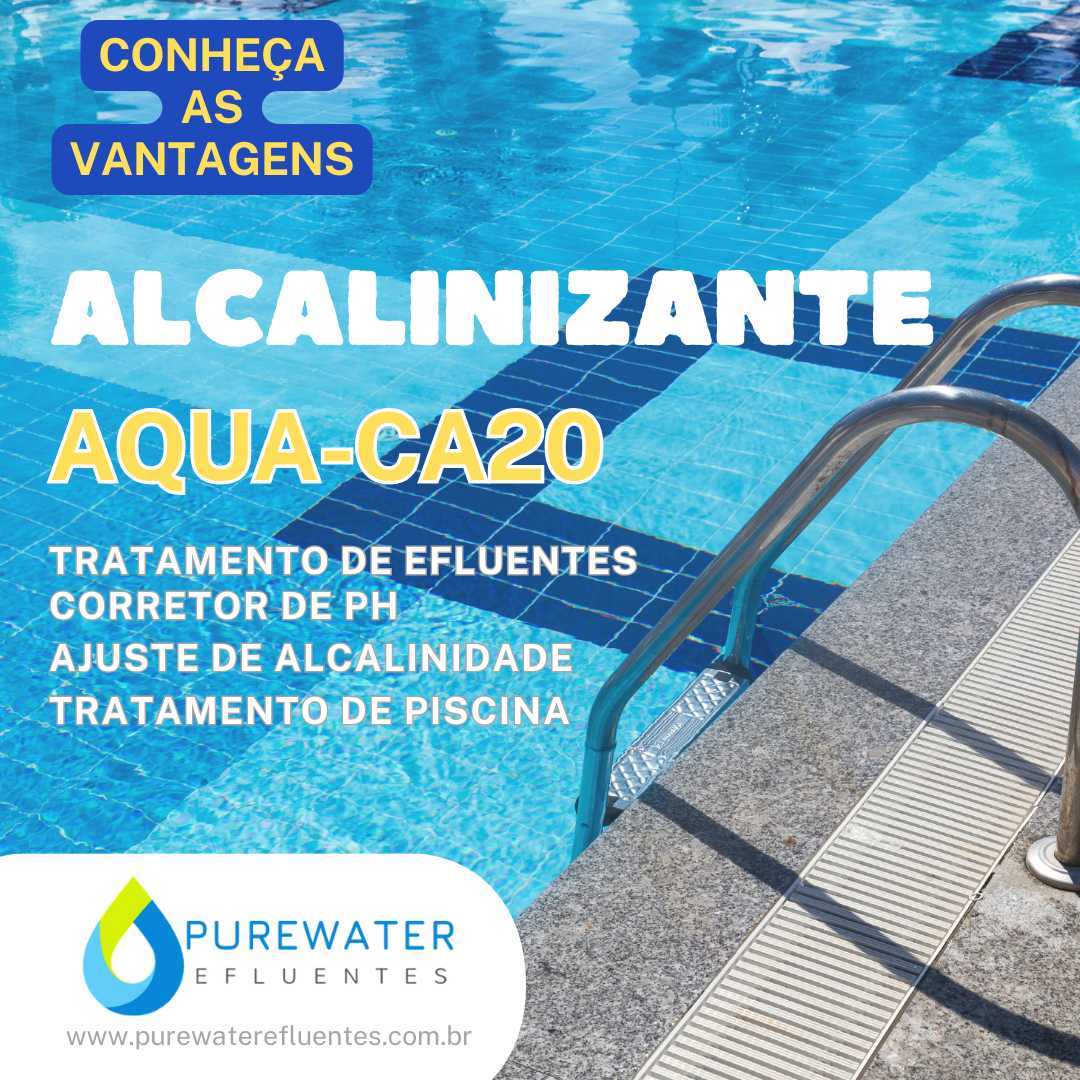 CONHEÇA
AS
VANTAGENS
ALCALINIZANTE
AQUA-CA20
TRATAMENTO DE EFLUENTES
CORRETOR DE PH
AJUSTE DE ALCALINIDADE
TRATAMENTO DE PISCINA
PUREWATER
EFLUENTES
www.purewaterefluentes.com.br